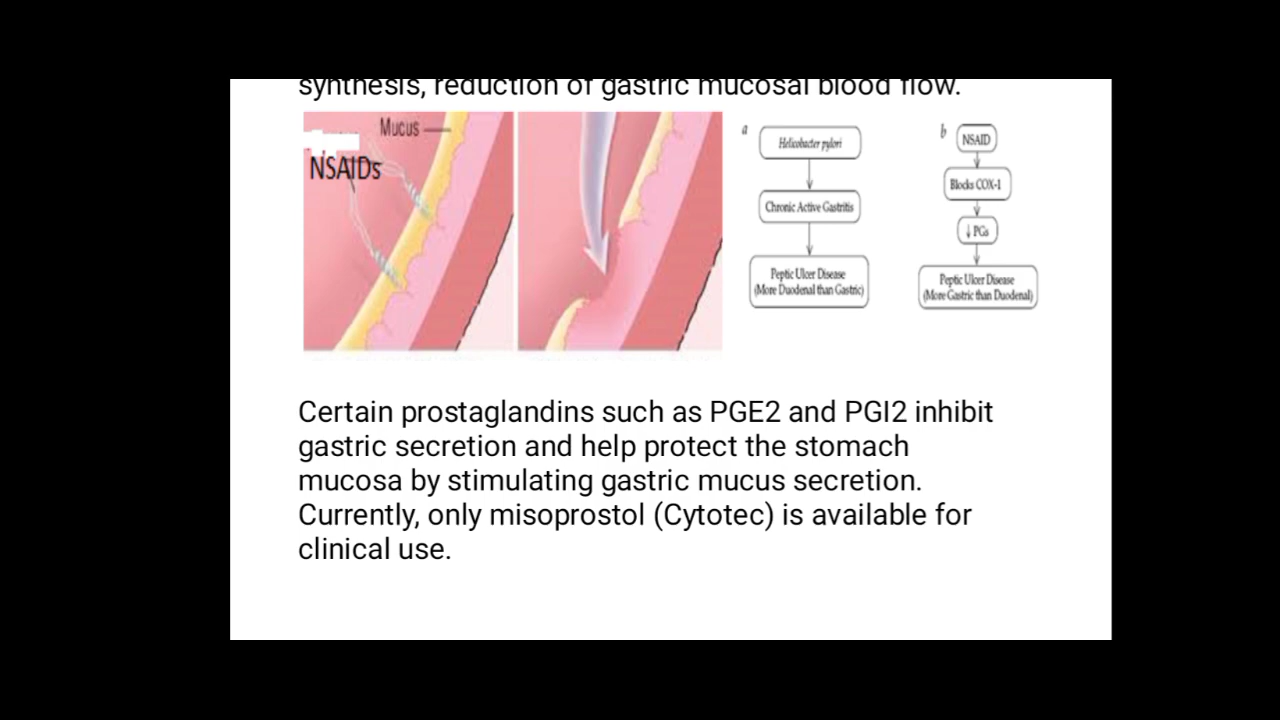 synthesis, reduction of gastric mucosal blood flow.
Mucus
NSAIDs
a
Helicobacter pylori
Chronic Active Gastritis
Peptic Ulcer Disease
(More Duodenal than Gastric)
b
NSAID
Blocks COX-1
↓ PGs
Peptic Ulcer Disease
(More Gastric than Duodenal)
Certain prostaglandins such as PGE2 and PGI2 inhibit
gastric secretion and help protect the stomach
mucosa by stimulating gastric mucus secretion.
Currently, only misoprostol (Cytotec) is available for
clinical use.